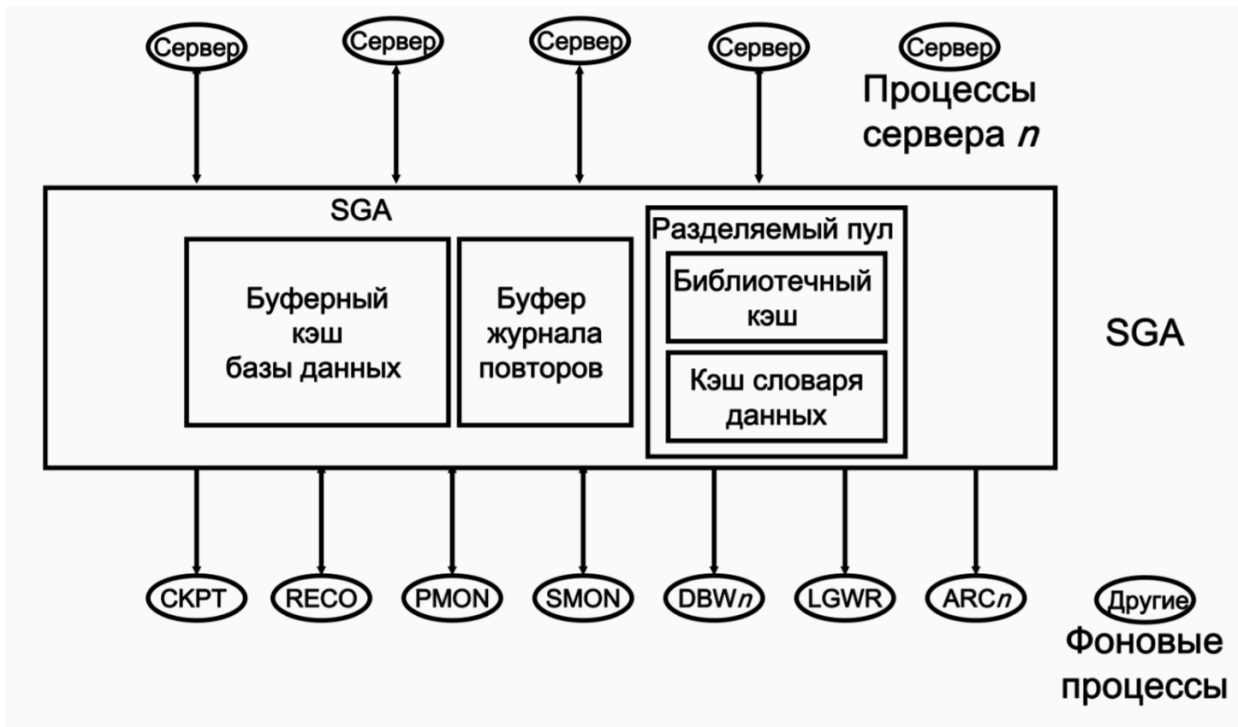 Сервер
Сервер
Сервер
Сервер
Сервер
Процессы
сервера n
SGA
Буферный
кэш
базы данных
Буфер
журнала
повторов
Разделяемый пул
Библиотечный
кэш
Кэш словаря
данных
SGA
CKPT
RECO
PMON
SMON
DBWn
LGWR
ARCn
Другие
Фоновые
процессы